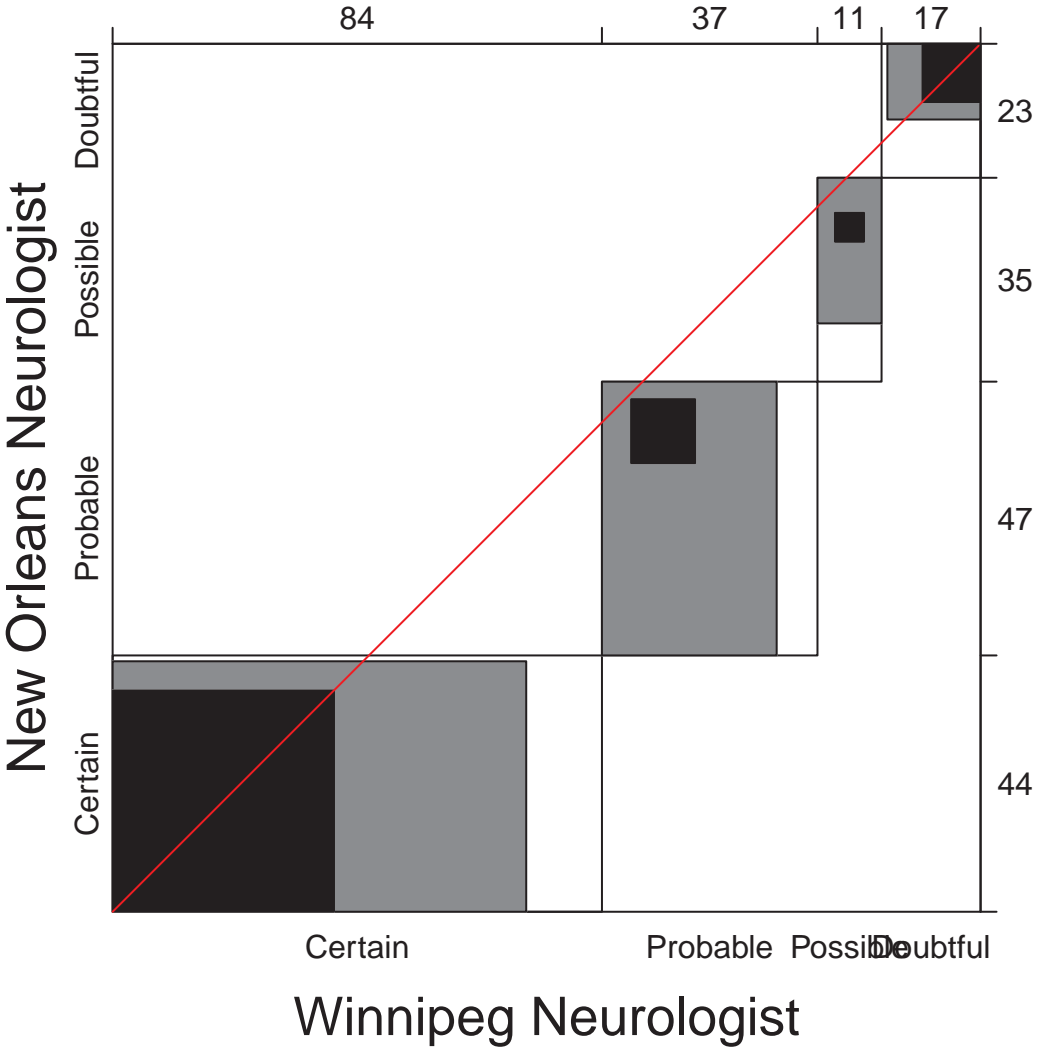 84 37 11 17
Doubtful
23
Possible
35
New Orleans Neurologist
Probable
47
Certain
44
Certain Probable Possible Doubtful
Winnipeg Neurologist